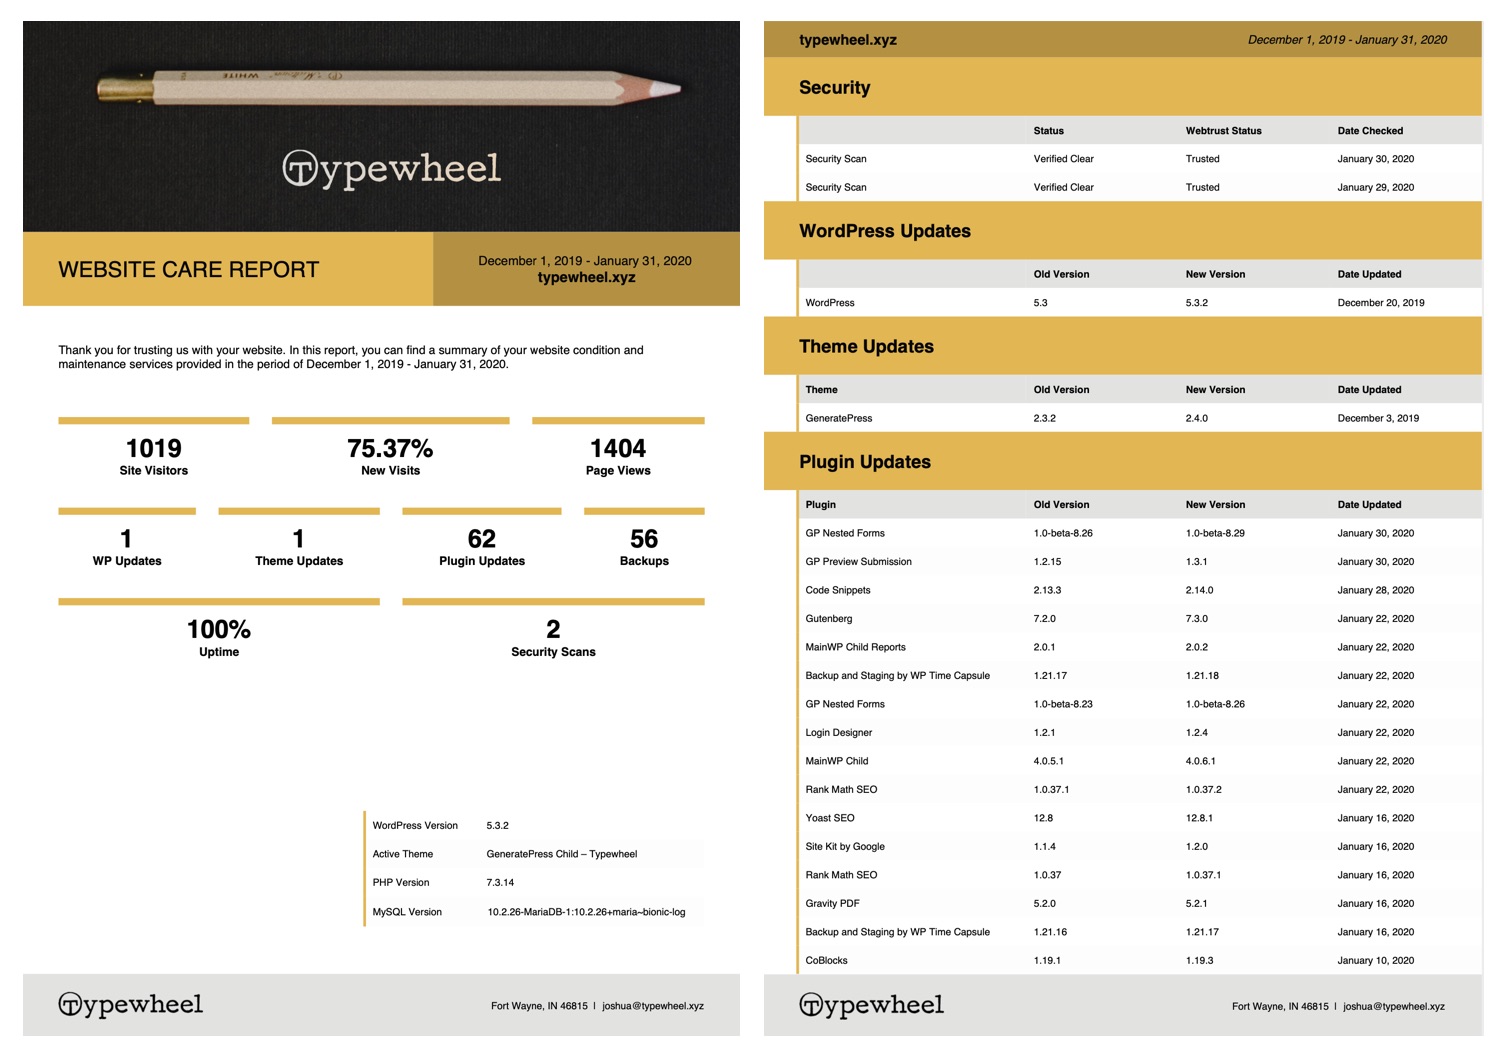 WHITE
Typewheel
WEBSITE CARE REPORT
December 1, 2019 - January 31, 2020
typewheel.xyz
Thank you for trusting us with your website. In this report, you can find a summary of your website condition and
maintenance services provided in the period of December 1, 2019 - January 31, 2020.
1019 75.37% 1404
Site Visitors New Visits Page Views
1 1 62 56
WP Updates Theme Updates Plugin Updates Backups
100% 2
Uptime Security Scans
WordPress Version 5.3.2
Active Theme GeneratePress Child – Typewheel
PHP Version 7.3.14
MySQL Version 10.2.26-MariaDB-1:10.2.26+maria~bionic-log
Typewheel Fort Wayne, IN 46815 | joshua@typewheel.xyz
typewheel.xyz December 1, 2019 - January 31, 2020
Security
Status Webtrust Status Date Checked
Security Scan Verified Clear Trusted January 30, 2020
Security Scan Verified Clear Trusted January 29, 2020
WordPress Updates
Old Version New Version Date Updated
WordPress 5.3 5.3.2 December 20, 2019
Theme Updates
Theme Old Version New Version Date Updated
GeneratePress 2.3.2 2.4.0 December 3, 2019
Plugin Updates
Plugin Old Version New Version Date Updated
GP Nested Forms 1.0-beta-8.26 1.0-beta-8.29 January 30, 2020
GP Preview Submission 1.2.15 1.3.1 January 30, 2020
Code Snippets 2.13.3 2.14.0 January 28, 2020
Gutenberg 7.2.0 7.3.0 January 22, 2020
MainWP Child Reports 2.0.1 2.0.2 January 22, 2020
Backup and Staging by WP Time Capsule 1.21.17 1.21.18 January 22, 2020
GP Nested Forms 1.0-beta-8.23 1.0-beta-8.26 January 22, 2020
Login Designer 1.2.1 1.2.4 January 22, 2020
MainWP Child 4.0.5.1 4.0.6.1 January 22, 2020
Rank Math SEO 1.0.37.1 1.0.37.2 January 22, 2020
Yoast SEO 12.8 12.8.1 January 16, 2020
Site Kit by Google 1.1.4 1.2.0 January 16, 2020
Rank Math SEO 1.0.37 1.0.37.1 January 16, 2020
Gravity PDF 5.2.0 5.2.1 January 16, 2020
Backup and Staging by WP Time Capsule 1.21.16 1.21.17 January 16, 2020
CoBlocks 1.19.1 1.19.3 January 10, 2020
Typewheel Fort Wayne, IN 46815 | joshua@typewheel.xyz